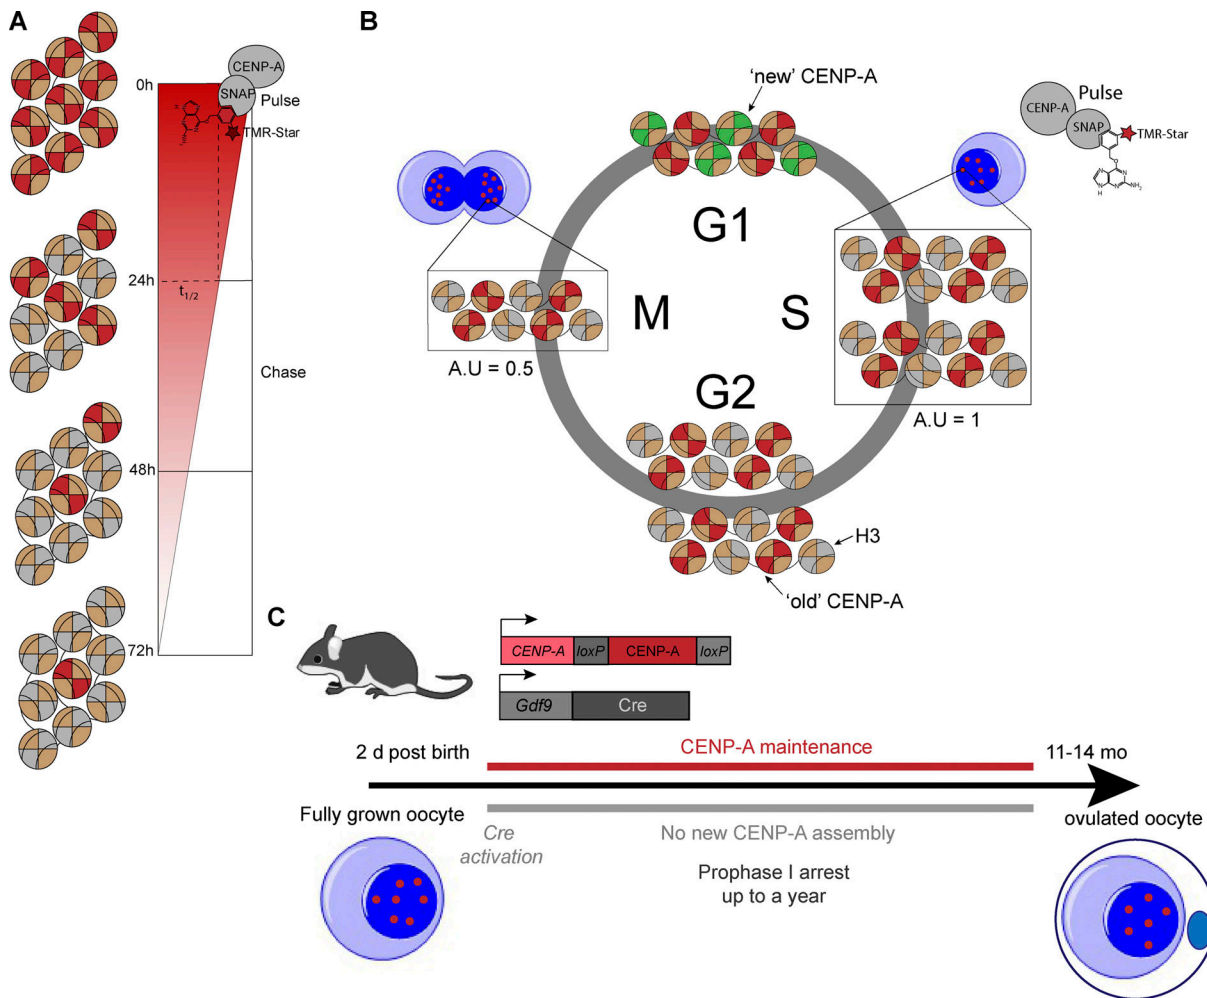 A
0h
CENP-A
SNAP
Pulse
TMR-Star
24h
t1/2
Chase
48h
72h
B
'new' CENP-A
CENP-A
Pulse
SNAP
TMR-Star
O
N
N
N
N
H
NH₂
G1
M
S
G2
A.U = 0.5
A.U = 1
H3
'old' CENP-A
C
CENP-A loxP CENP-A loxP
Gdf9 Cre
2 d post birth
CENP-A maintenance
11-14 mo
Fully grown oocyte
Cre
activation
No new CENP-A assembly
ovulated oocyte
Prophase I arrest
up to a year